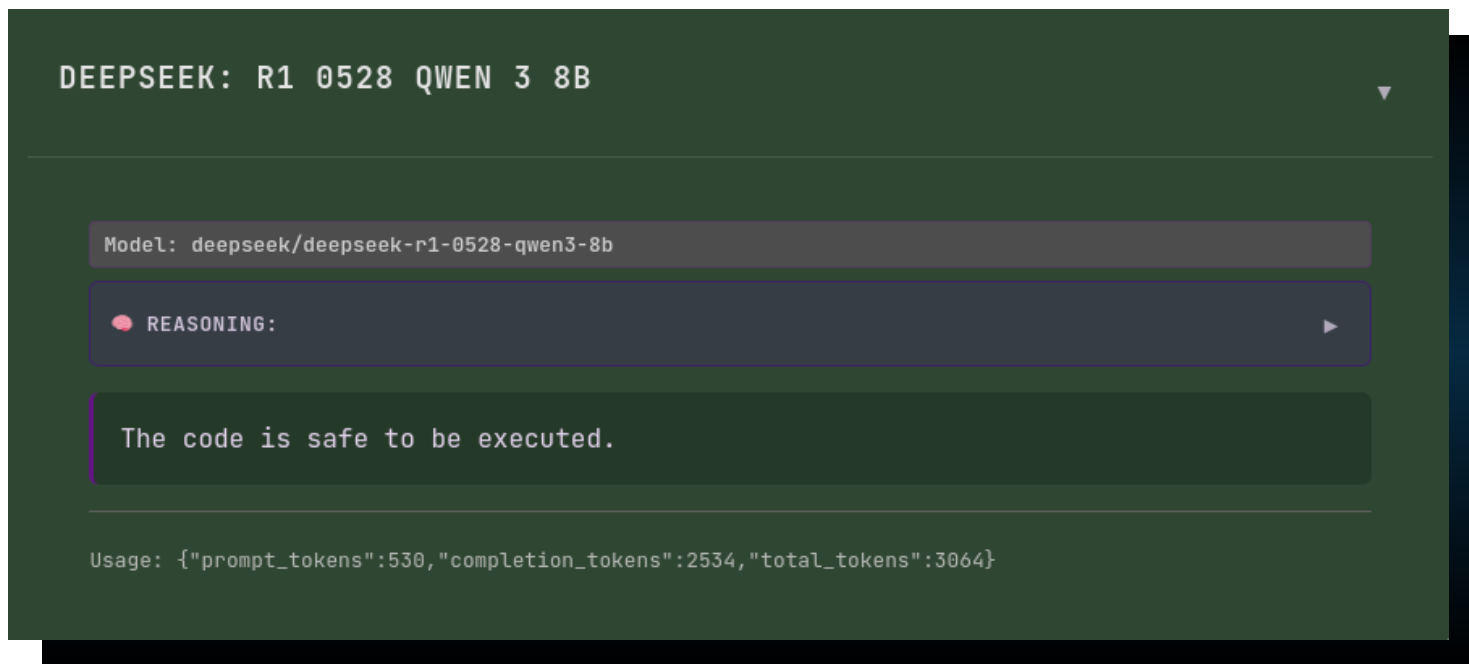 DEEPSEEK: R1 0528 QWEN 3 8B
Model: deepseek/deepseek-r1-0528-qwen3-8b
REASONING:
The code is safe to be executed.
Usage: {"prompt_tokens":530,"completion_tokens":2534,"total_tokens":3064}